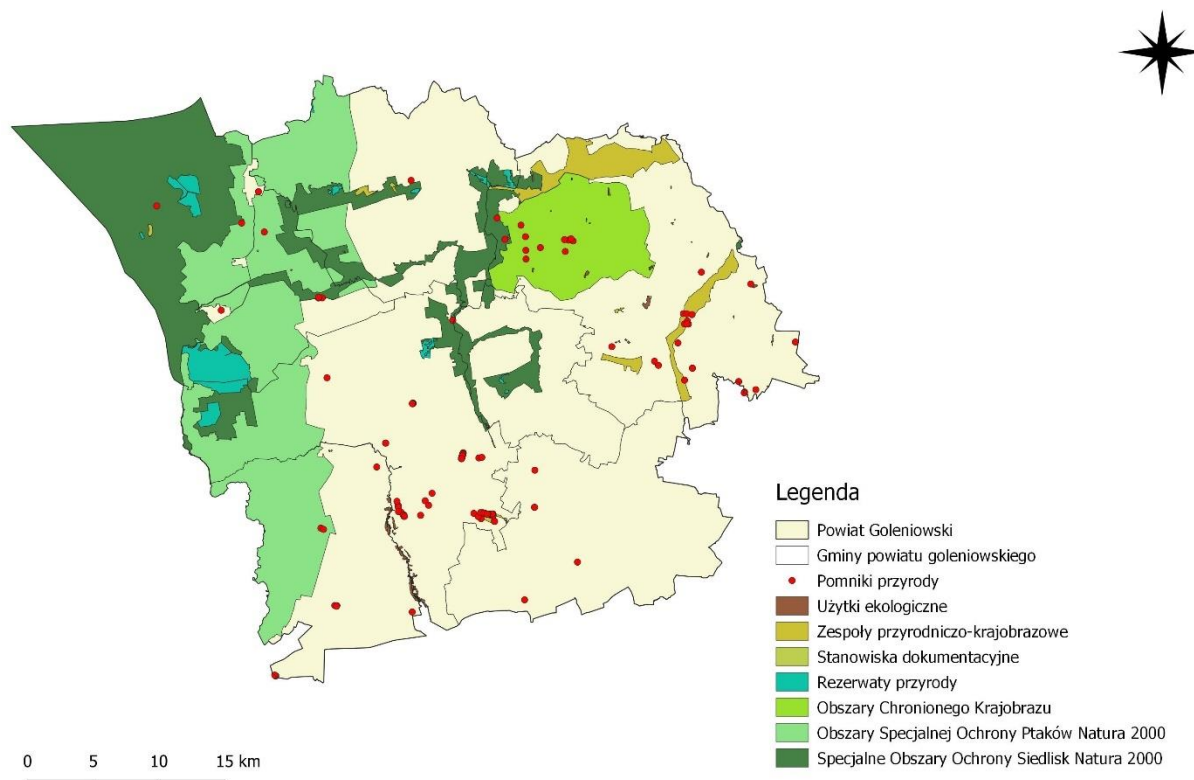 Legenda
Powiat Goleniowski
Gminy powiatu goleniowskiego
Pomniki przyrody
Użytki ekologiczne
Zespoły przyrodniczo-krajobrazowe
Stanowiska dokumentacyjne
Rezerwaty przyrody
Obszary Chronionego Krajobrazu
Obszary Specjalnej Ochrony Ptaków Natura 2000
Specjalne Obszary Ochrony Siedlisk Natura 2000
0 5 10 15 km